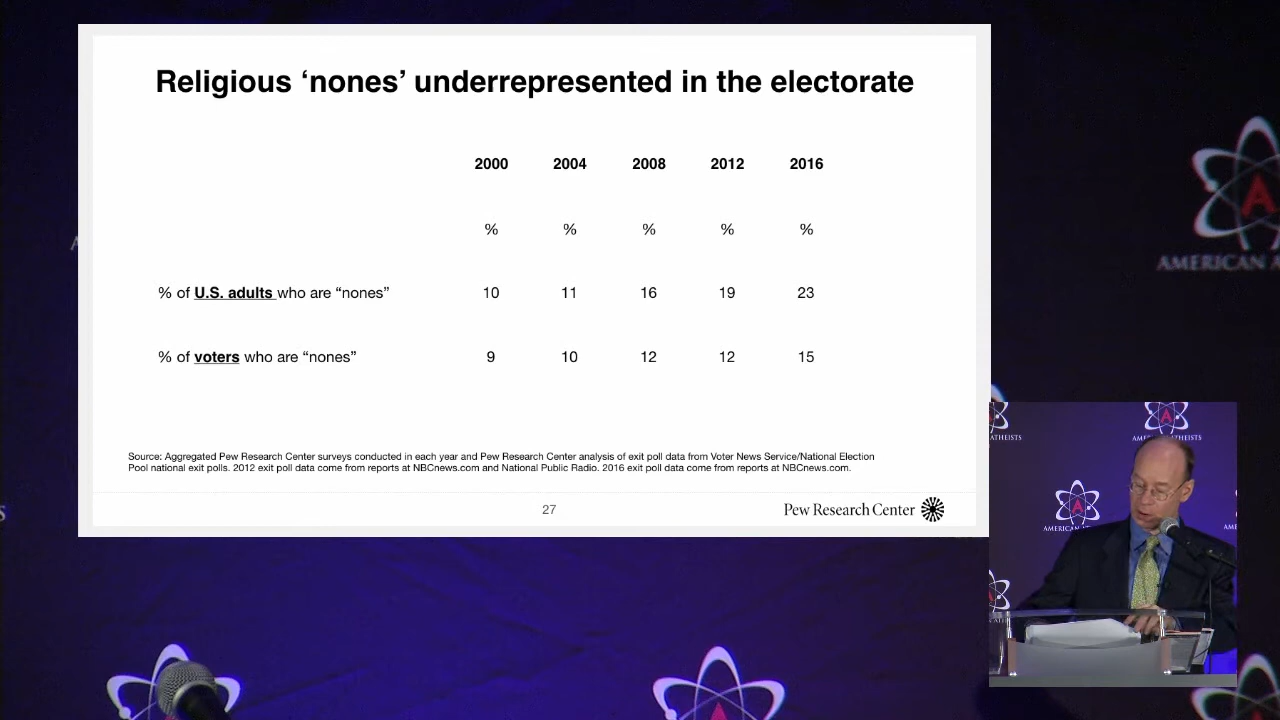 Religious ‘nones’ underrepresented in the electorate
2000 2004 2008 2012 2016
% % % % %
% of U.S. adults who are “nones” 10 11 16 19 23
% of voters who are “nones” 9 10 12 12 15
Source: Aggregated Pew Research Center surveys conducted in each year and Pew Research Center analysis of exit poll data from Voter News Service/National Election
Pool national exit polls. 2012 exit poll data come from reports at NBCnews.com and National Public Radio. 2016 exit poll data come from reports at NBCnews.com.
27
Pew Research Center
A
AMERICAN A
ATHEISTS
A
AMERICAN ATHEISTS
A
AMERICAN